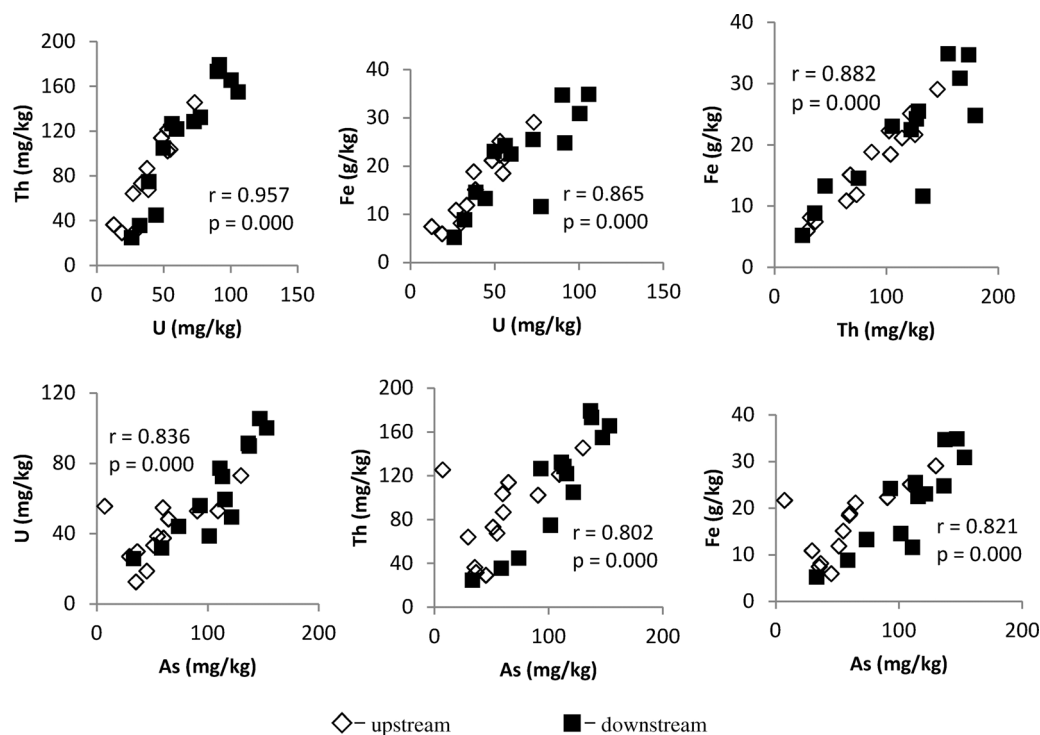 200
160
120
80
40
0
Th (mg/kg)
r = 0.957
p = 0.000
0 50 100 150
U (mg/kg)
40
30
20
10
0
Fe (g/kg)
r = 0.865
p = 0.000
0 50 100 150
U (mg/kg)
40
30
20
10
0
Fe (g/kg)
r = 0.882
p = 0.000
0 100 200
Th (mg/kg)
120
80
40
0
U (mg/kg)
r = 0.836
p = 0.000
0 100 200
As (mg/kg)
200
160
120
80
40
0
Th (mg/kg)
r = 0.802
p = 0.000
0 100 200
As (mg/kg)
40
30
20
10
0
Fe (g/kg)
r = 0.821
p = 0.000
0 100 200
As (mg/kg)
– upstream – downstream